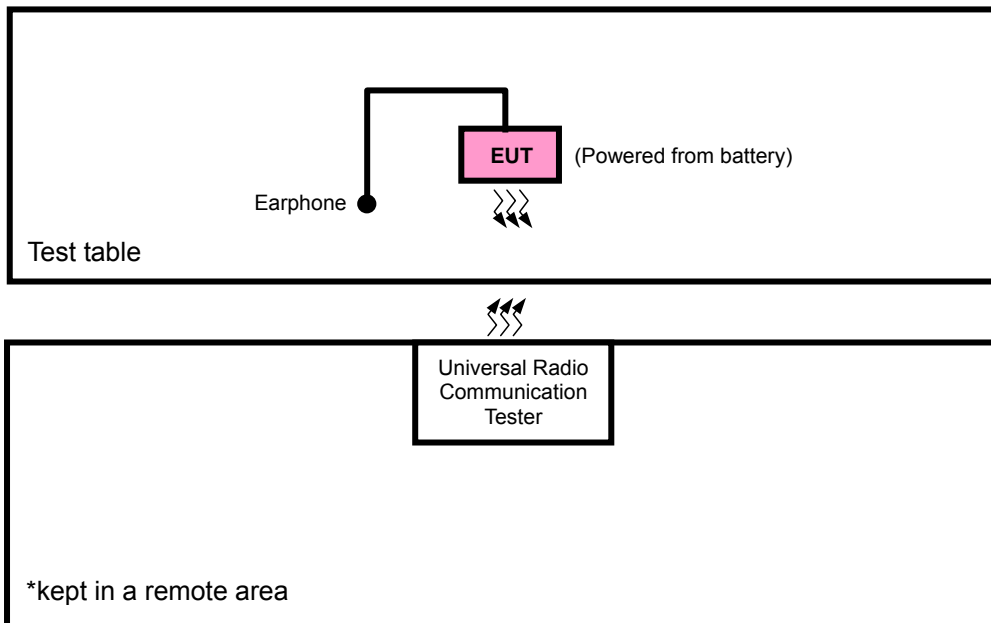 EUT
(Powered from battery)
Earphone
Test table
Universal Radio
Communication
Tester
*kept in a remote area